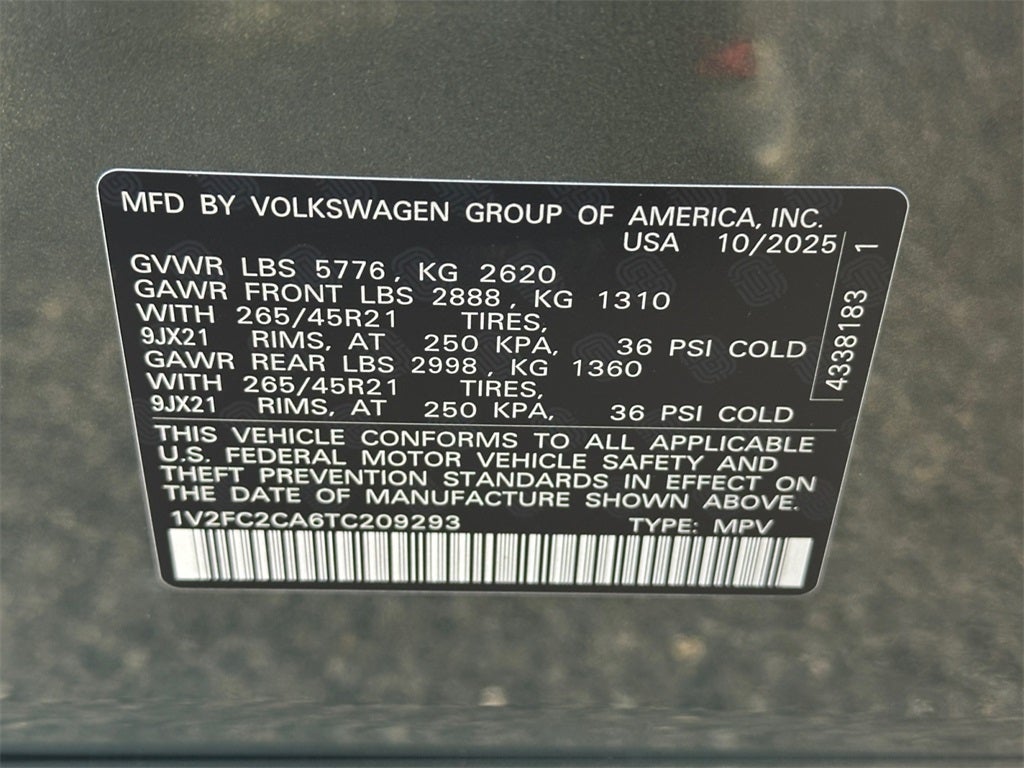 MFD BY VOLKSWAGEN GROUP OF AMERICA, INC.
USA 10/2025
GVWR LBS 5776, KG 2620
GAWR FRONT LBS 2888, KG 1310
WITH 265/45R21 TIRES,
9JX21 RIMS, AT 250 KPA, 36 PSI COLD
GAWR REAR LBS 2998, KG 1360
WITH 265/45R21 TIRES,
9JX21 RIMS, AT 250 KPA, 36 PSI COLD
4338183 1
THIS VEHICLE CONFORMS TO ALL APPLICABLE
U.S. FEDERAL MOTOR VEHICLE SAFETY AND
THEFT PREVENTION STANDARDS IN EFFECT ON
THE DATE OF MANUFACTURE SHOWN ABOVE.
1V2FC2CA6TC209293 TYPE: MPV